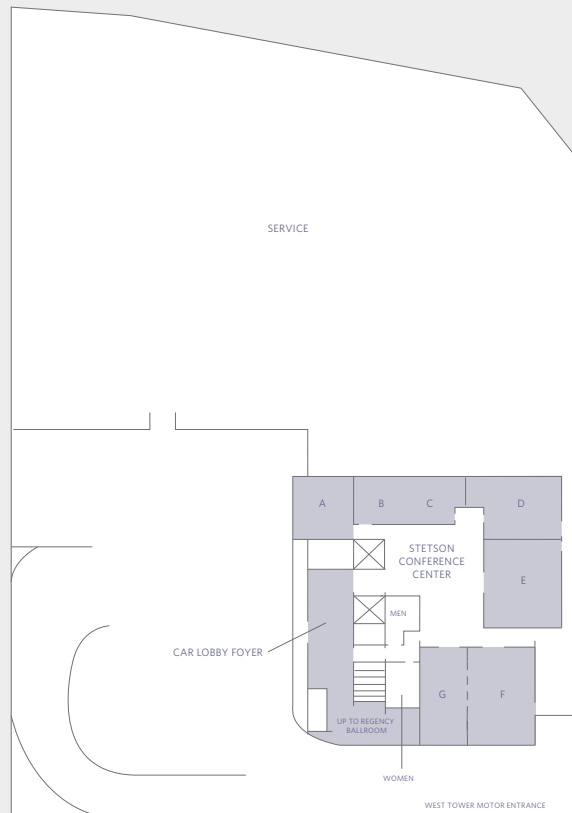 SERVICE
A
B
C
D
STETSON
CONFERENCE
CENTER
E
MEN
CAR LOBBY FOYER
G
F
UP TO REGENCY
BALLROOM
WOMEN
WEST TOWER MOTOR ENTRANCE